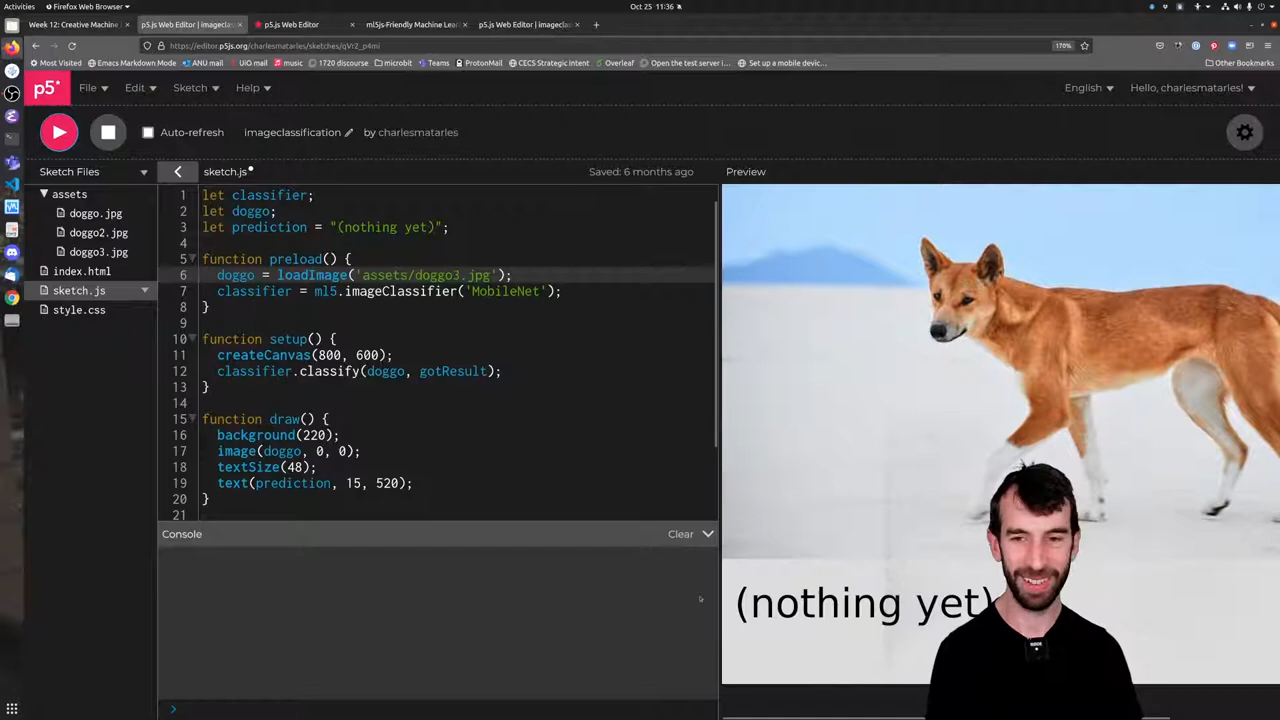 Activities
Firefox Web Browser
Oct 25 11:36
Week 12: Creative Machine
p5.js Web Editor | imageclas
p5.js Web Editor
ml5js·Friendly Machine Lea
p5.js Web Editor | imageclas
https://editor.p5js.org/charlesmatarles/sketches/qVr2_p4mi
170%
Most Visited
Emacs Markdown Mode
ANU mail
UiO mail
music
1720 discourse
microbit
Teams
ProtonMail
CECS Strategic Intent
Overleaf
Open the test server i...
Set up a mobile devic...
Other Bookmarks
p5*
File
Edit
Sketch
Help
English
Hello, charlesmatarles!
Auto-refresh
imageclassification
by charlesmatarles
Sketch Files
sketch.js
Saved: 6 months ago
Preview
assets
doggo.jpg
doggo2.jpg
doggo3.jpg
index.html
sketch.js
style.css
1 let classifier;
2 let doggo;
3 let prediction = "(nothing yet)";
4
5 function preload() {
6 doggo = loadImage('assets/doggo3.jpg');
7 classifier = ml5.imageClassifier('MobileNet');
8 }
9
10 function setup() {
11 createCanvas(800, 600);
12 classifier.classify(doggo, gotResult);
13 }
14
15 function draw() {
16 background(220);
17 image(doggo, 0, 0);
18 textSize(48);
19 text(prediction, 15, 520);
20 }
21
Console
Clear
(nothing yet)